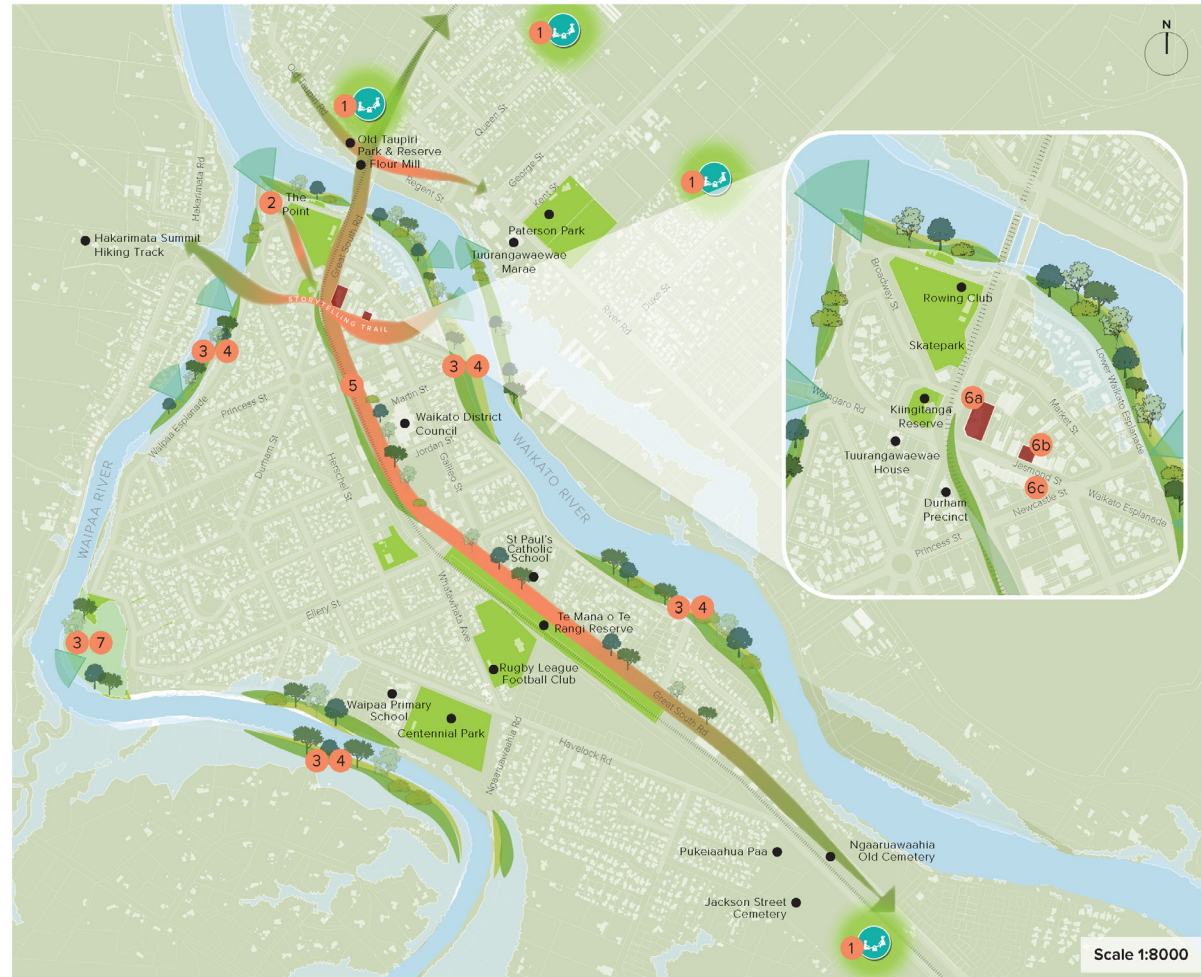 N
1
1
Old Taupiri Rd
Old Taupiri
Park & Reserve
Flour Mill
Queen St
George St
Regent St
Kent St
1
Hakarimata Rd
2
The
Point
Great South Rd
Paterson Park
Tuurangawaewae
Marae
Hakarimata Summit
Hiking Track
Duke St
River Rd
STORYTELLING TRAIL
3 4
3 4
5
Martin St
Waikato District
Council
Jordan St
Galileo St
Princess St
Waipaa Esplanade
Durham St
Herschel St
WAIPAA RIVER
WAIKATO RIVER
St Paul's
Catholic
School
Whatawhata Ave
Ellery St
3 4
Te Mana o Te
Rangi Reserve
3 7
Rugby League
Football Club
Waipaa Primary
School
Centennial Park
Great South Rd
Ngaaruawaahia Rd
Havelock Rd
3 4
Pukeiaahua Paa
Ngaaruawaahia
Old Cemetery
Jackson Street
Cemetery
1
Broadway St
Rowing Club
Skatepark
Lower Waikato Esplanade
Waingaro Rd
Kiingitanga
Reserve
6a
Market St
Tuurangawaewae
House
6b
Jesmond St
6c
Newcastle St
Waikato Esplanade
Durham
Precinct
Princess St
Scale 1:8000